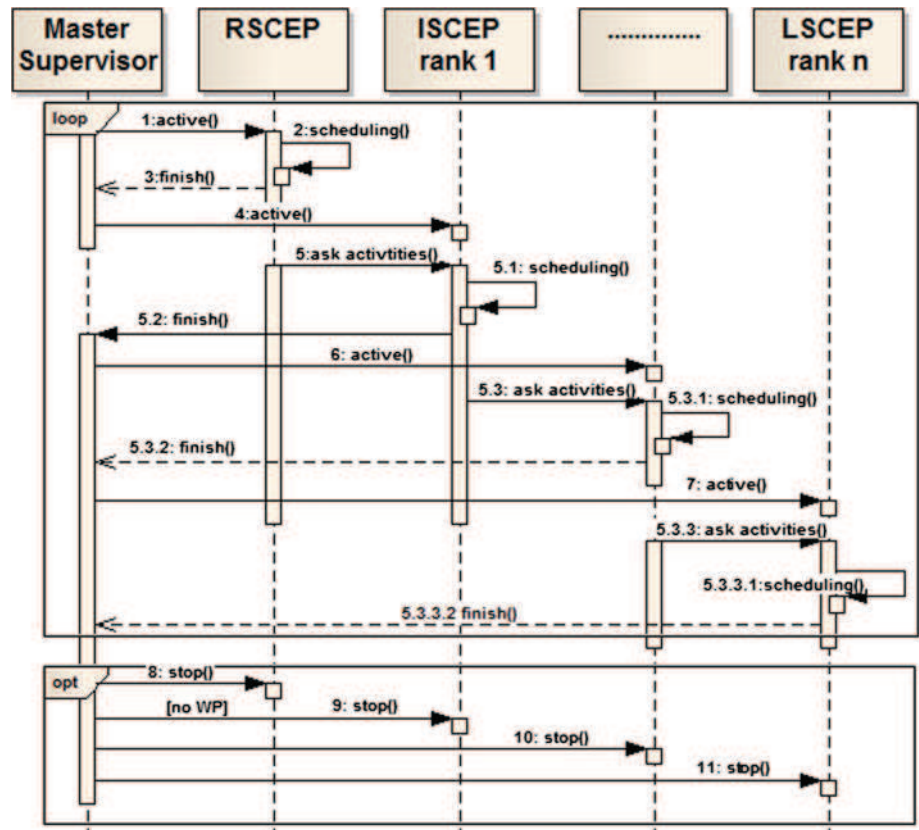 Master
Supervisor
RSCEP
ISCEP
rank 1
..............
LSCEP
rank n
loop
1:active()
2:scheduling()
3:finish()
4:active()
5:ask activtities()
5.1: scheduling()
5.2: finish()
6: active()
5.3: ask activities()
5.3.1: scheduling()
5.3.2: finish()
7: active()
5.3.3: ask activities()
5.3.3.1:scheduling()
5.3.3.2 finish()
opt
8: stop()
[no WP]
9: stop()
10: stop()
11: stop()